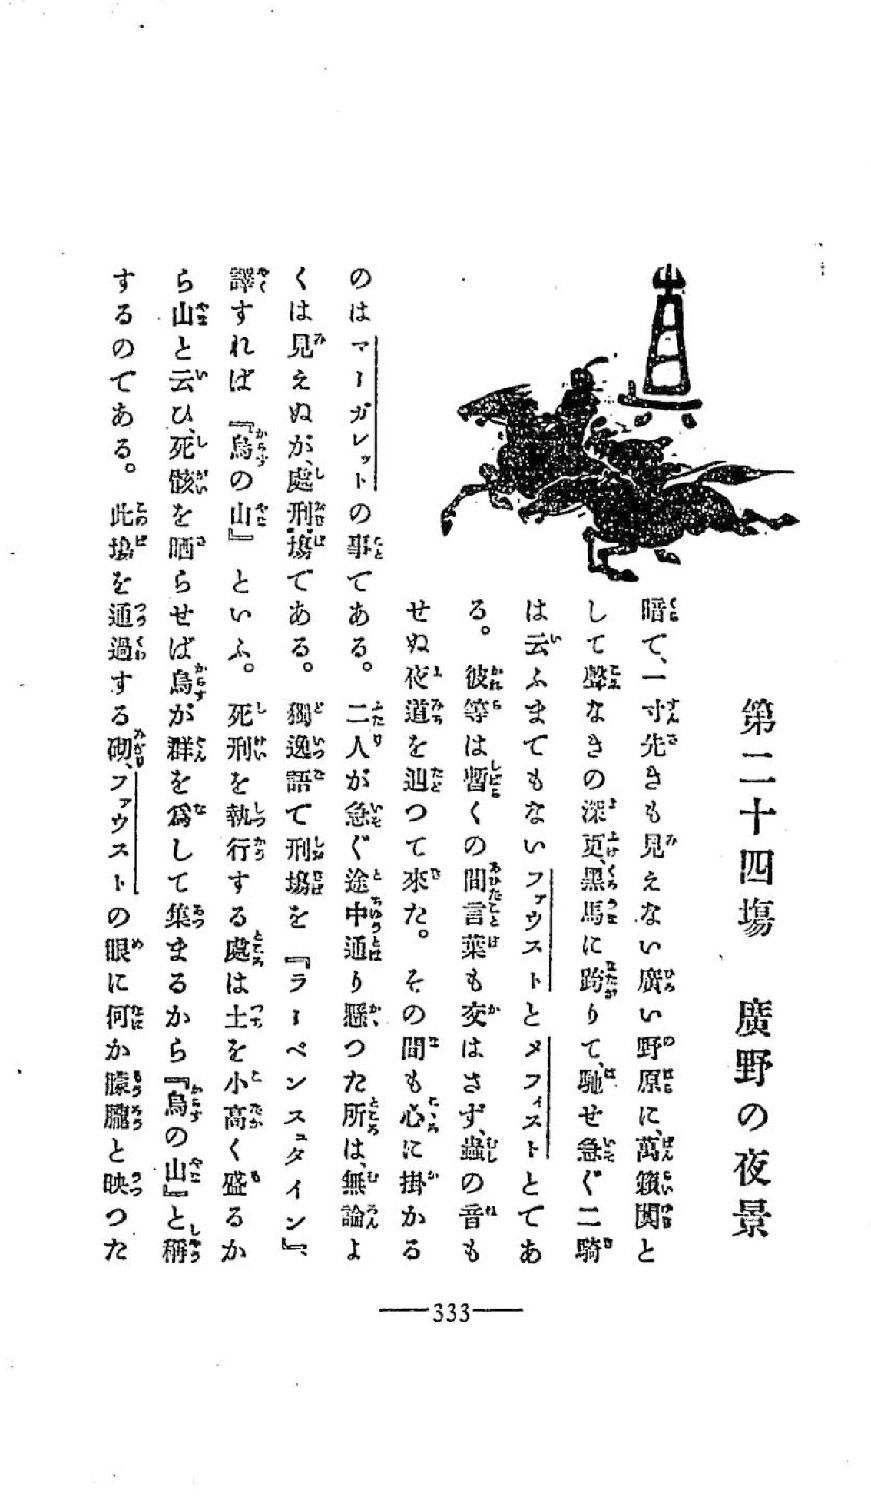 第二十四塲　廣野の夜景
暗で、一寸先きも見えない廣い野原に、萬籟閴と
して聲なきの深更、黑馬に跨りて、馳せ急ぐ二騎
は云ふまでもないファウストとメフィストとであ
る。彼等は暫くの間言葉も交はさず、蟲の音も
せぬ夜道を辿つて來た。その間も心に掛かる
のはマーガレットの事である。二人が急ぐ途中通り懸つた所は、無論よ
くは見えぬが、處刑塲である。獨逸語で刑塲を『ラーベンスュタイン』、
譯すれば『烏の山』といふ。死刑を執行する處は土を小高く盛るか
ら山と云ひ、死骸を晒らせば烏が群を爲して集まるから『烏の山』と稱
するのである。此塲を通過する砌、ファウストの眼に何か朦朧と映つた
333